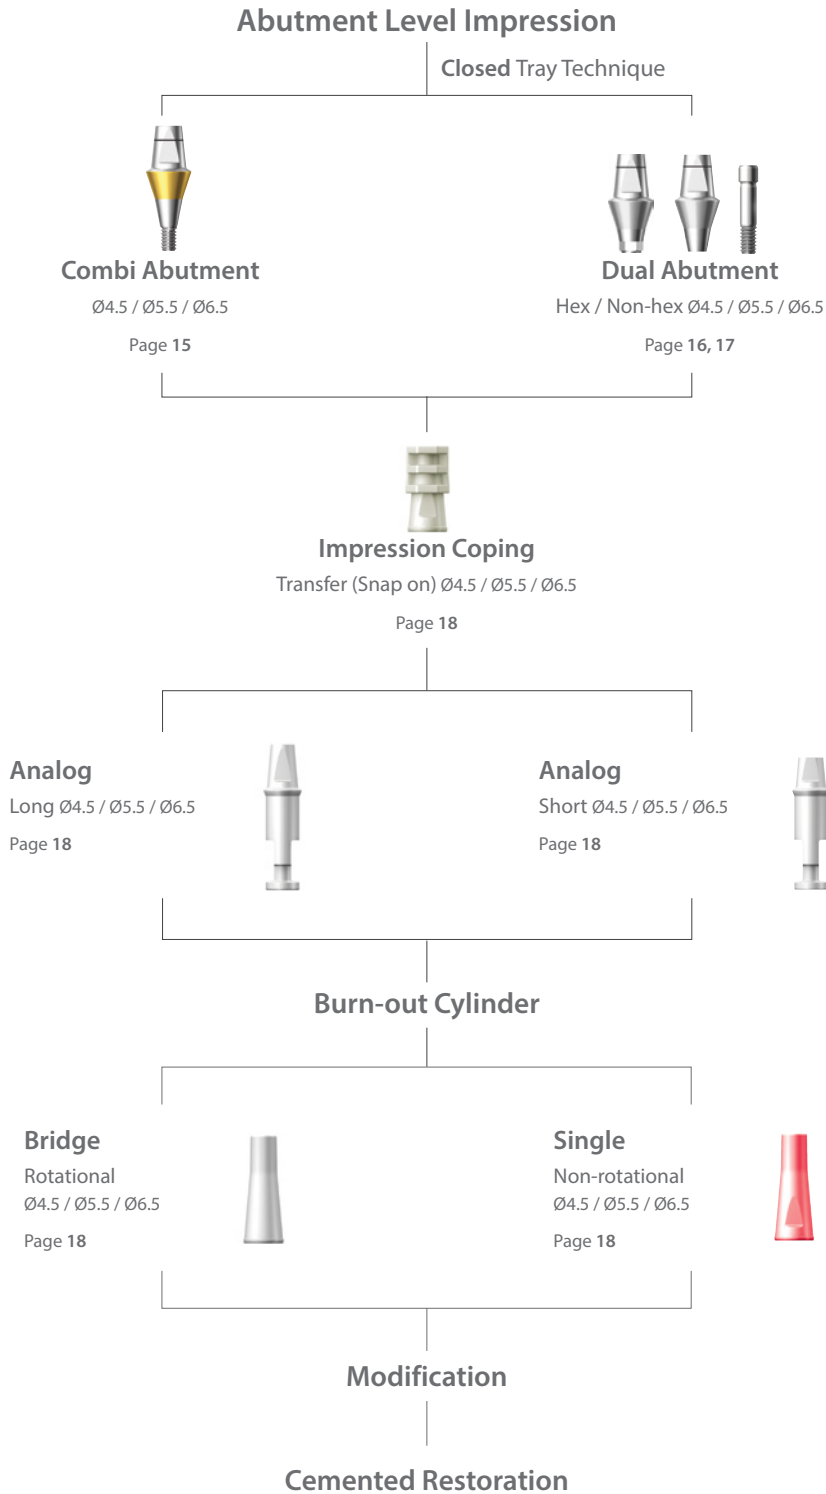 Abutment Level Impression
Closed Tray Technique
Combi Abutment
Ø4.5 / Ø5.5 / Ø6.5
Page 15
Dual Abutment
Hex / Non-hex Ø4.5 / Ø5.5 / Ø6.5
Page 16, 17
Impression Coping
Transfer (Snap on) Ø4.5 / Ø5.5 / Ø6.5
Page 18
Analog
Long Ø4.5 / Ø5.5 / Ø6.5
Page 18
Analog
Short Ø4.5 / Ø5.5 / Ø6.5
Page 18
Burn-out Cylinder
Bridge
Rotational
Ø4.5 / Ø5.5 / Ø6.5
Page 18
Single
Non-rotational
Ø4.5 / Ø5.5 / Ø6.5
Page 18
Modification
Cemented Restoration